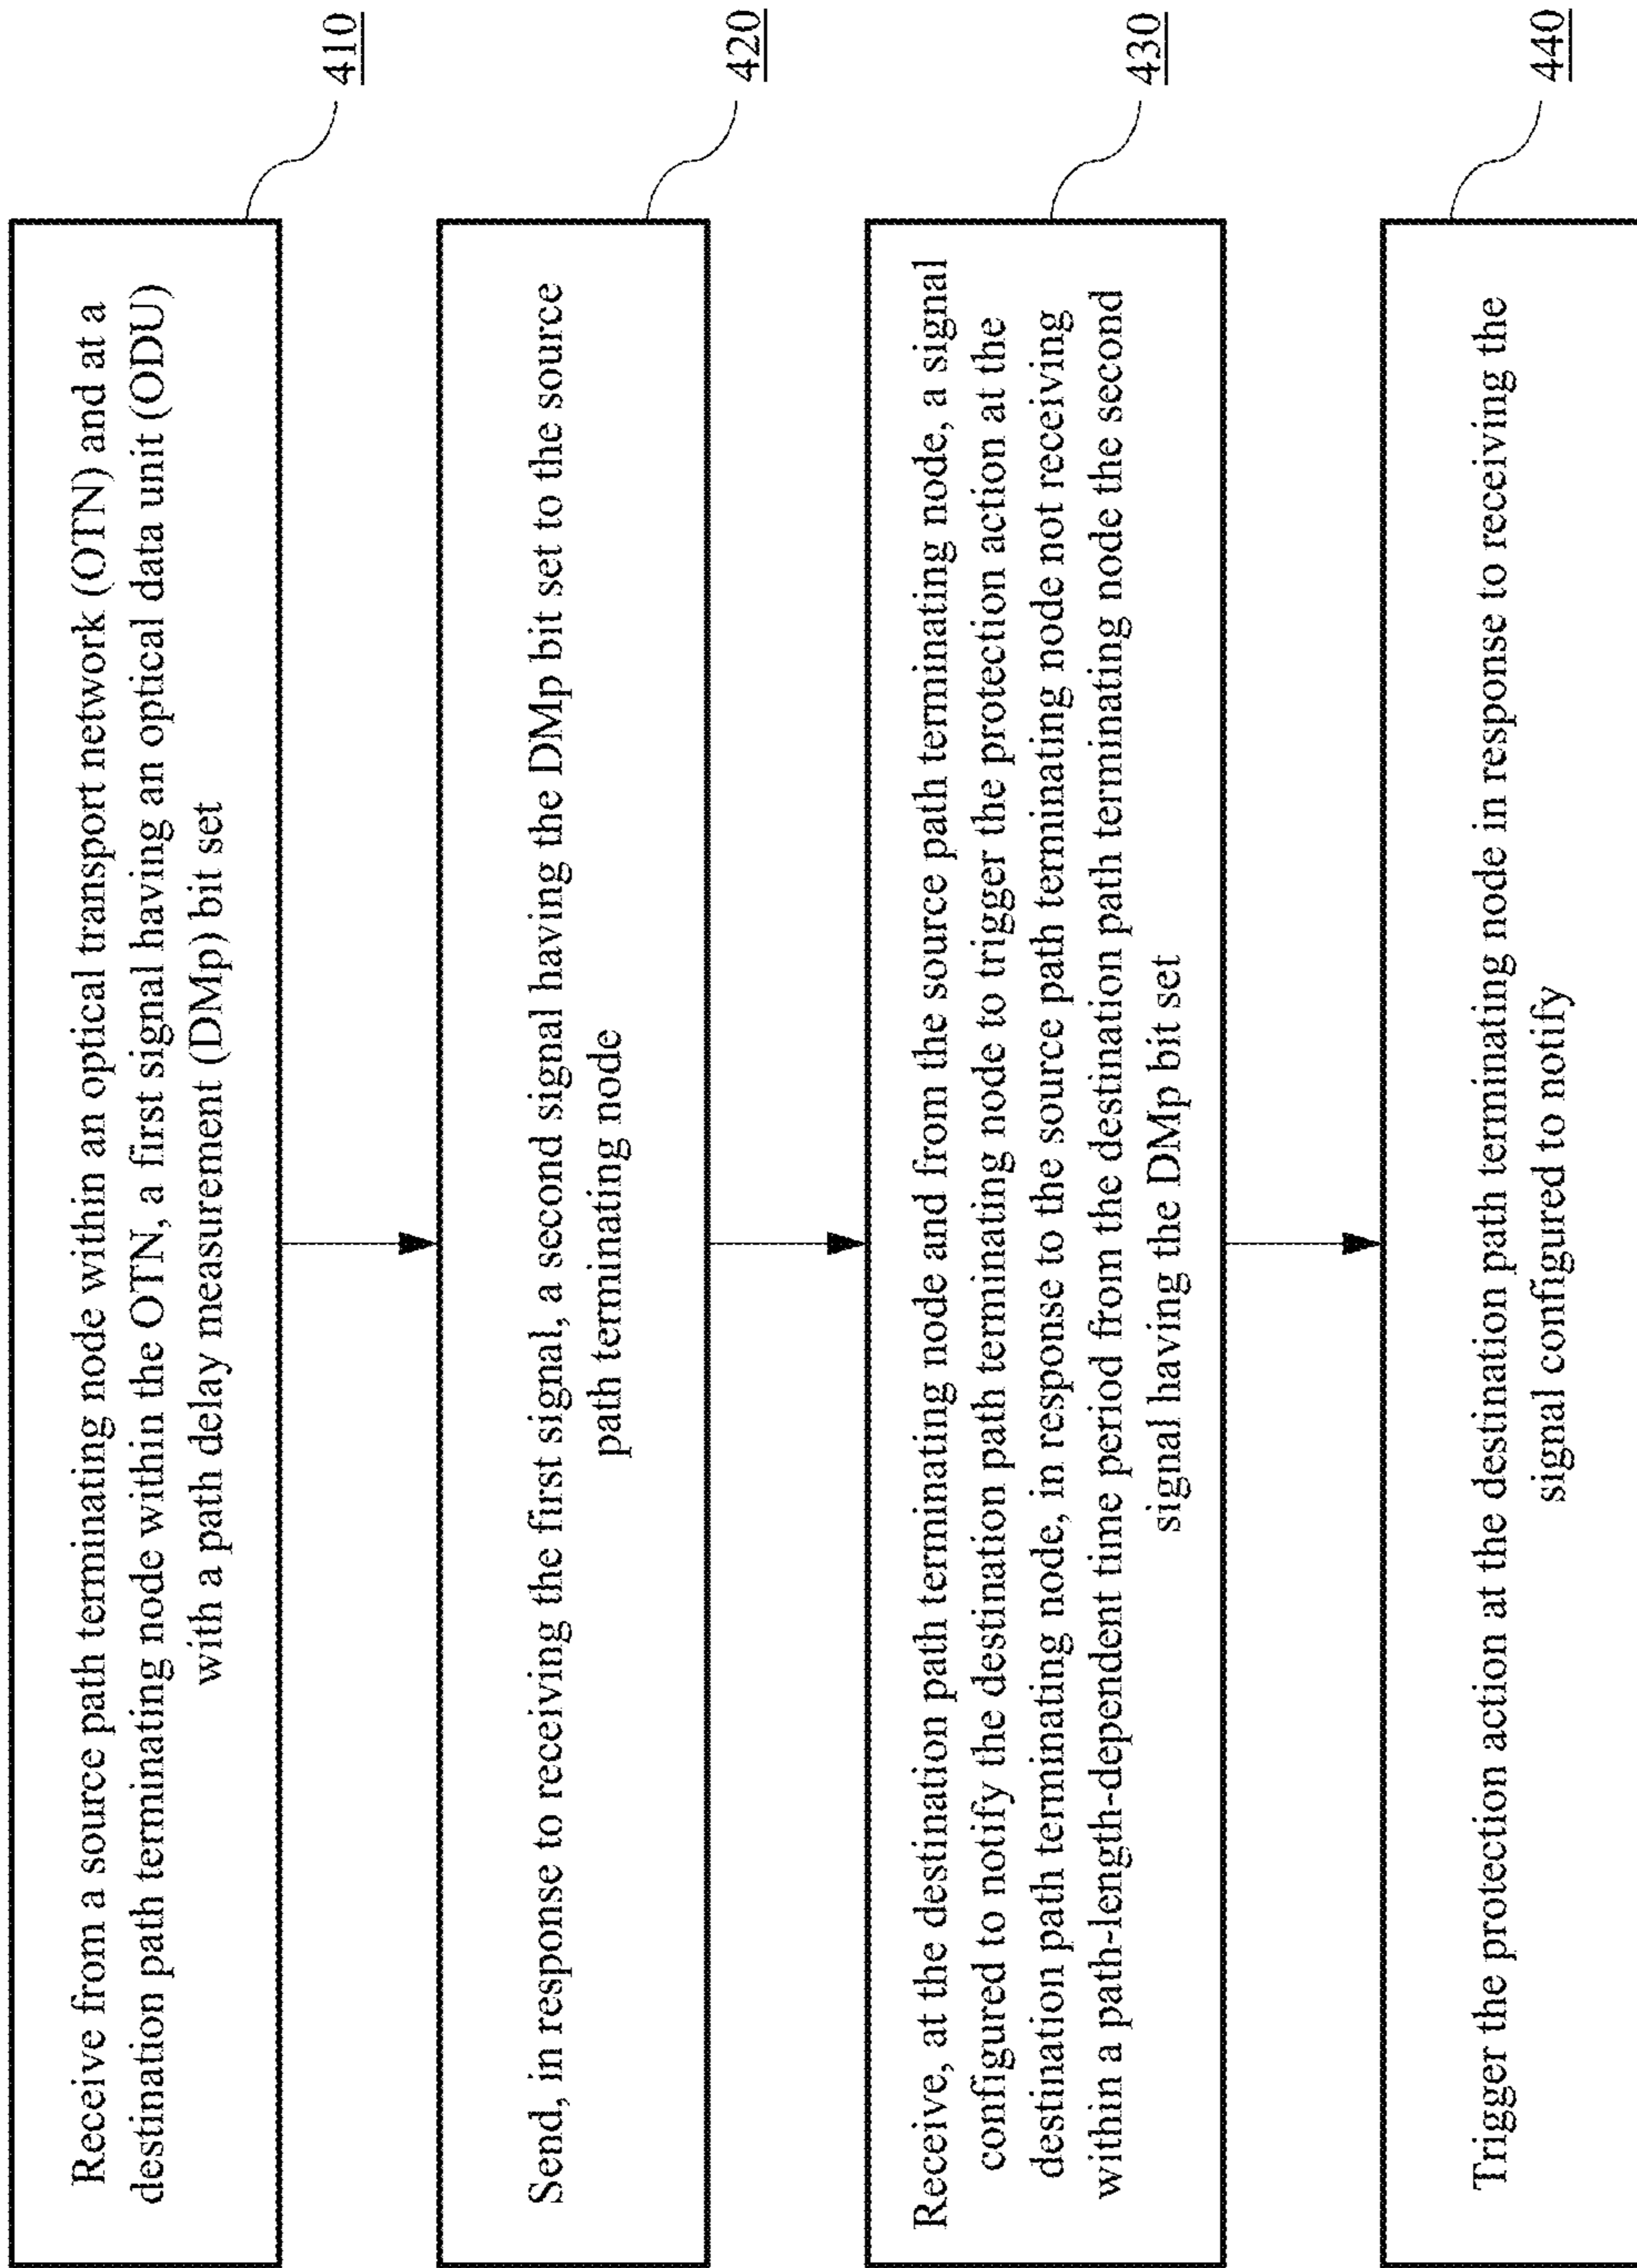 Receive from a source path terminating node within an optical transport network (OTN) and at a
destination path terminating node within the OTN, a first signal having an optical data unit (ODU)
with a path delay measurement (DMp) bit set
410
Send, in response to receiving the first signal, a second signal having the DMp bit set to the source
path terminating node
420
Receive, at the destination path terminating node and from the source path terminating node, a signal
configured to notify the destination path terminating node to trigger the protection action at the
destination path terminating node, in response to the source path terminating node not receiving
within a path-length-dependent time period from the destination path terminating node the second
signal having the DMp bit set
430
Trigger the protection action at the destination path terminating node in response to receiving the
signal configured to notify
440